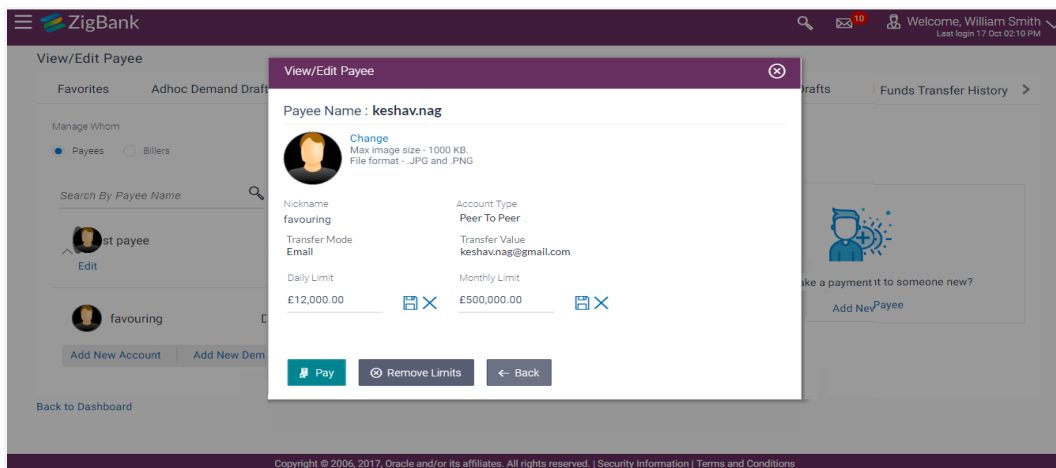 ZigBank
10
Welcome, William Smith
Last login 17 Oct 02:10 PM
View/Edit Payee
Favorites
Adhoc Demand Draft
rafts
Funds Transfer History
Manage Whom
Payees
Billers
Search By Payee Name
st payee
Edit
favouring
Add New Account
Add New Dem
ake a payment it to someone new?
Add New Payee
Back to Dashboard
View/Edit Payee
Payee Name : keshav.nag
Change
Max image size - 1000 KB.
File format - .JPG and .PNG
Nickname
favouring
Account Type
Peer To Peer
Transfer Mode
Email
Transfer Value
keshav.nag@gmail.com
Daily Limit
£12,000.00
Monthly Limit
£500,000.00
Pay
Remove Limits
Back
Copyright © 2006, 2017, Oracle and/or its affiliates. All rights reserved. | Security Information | Terms and Conditions